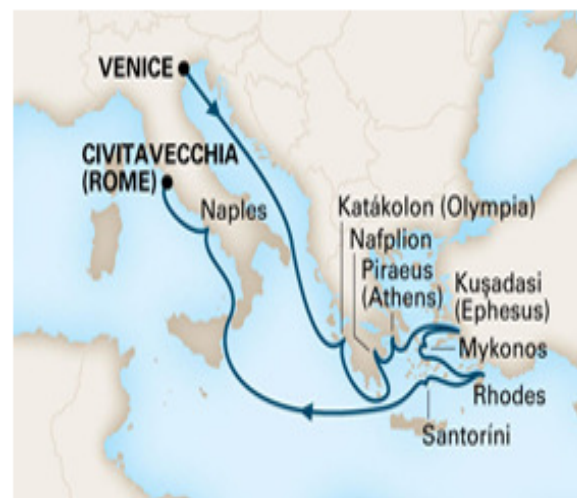 VENICE
CIVITAVECCHIA
(ROME)
Naples
Katákolon (Olympia)
Nafplion
Piraeus
(Athens)
Kuşadasi
(Ephesus)
Mykonos
Rhodes
Santoríni